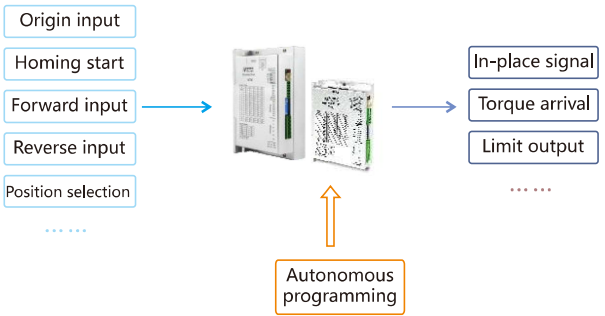 Origin input
Homing start
Forward input
Reverse input
Position selection
... ...
In-place signal
Torque arrival
Limit output
... ...
Autonomous
programming